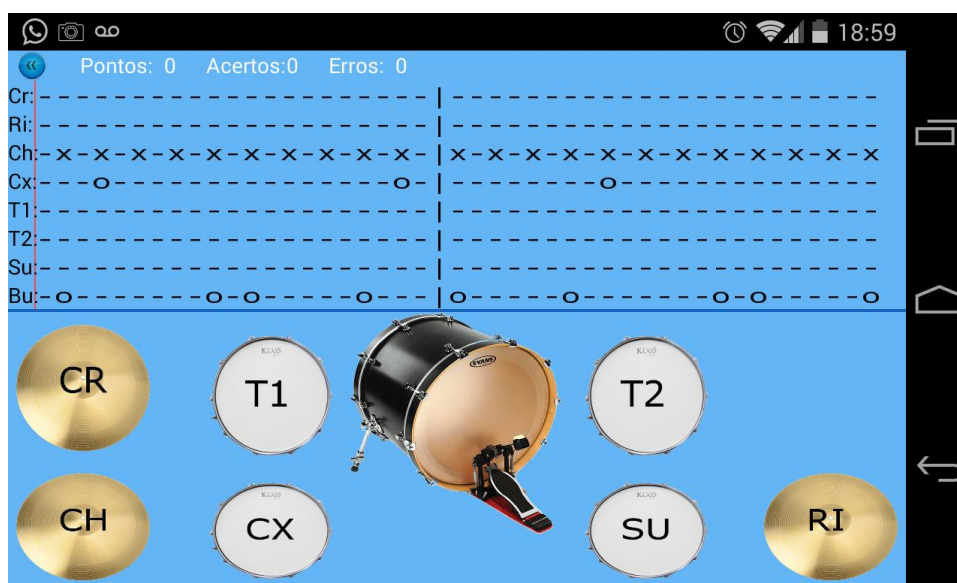 18:59
Pontos: 0 Acertos:0 Erros: 0
Cr:---------------------|-----------------------
Ri:---------------------|-----------------------
Ch:-x-x-x-x-x-x-x-x-x-x-|x-x-x-x-x-x-x-x-x-x-x-x
Cx:---o---------------o-|--------o--------------
T1:---------------------|-----------------------
T2:---------------------|-----------------------
Su:---------------------|-----------------------
Bu:-o-------o-o-----o---|o-----o-------o-o-----o
CR
T1
EVANS
T2
CH
CX
SU
RI